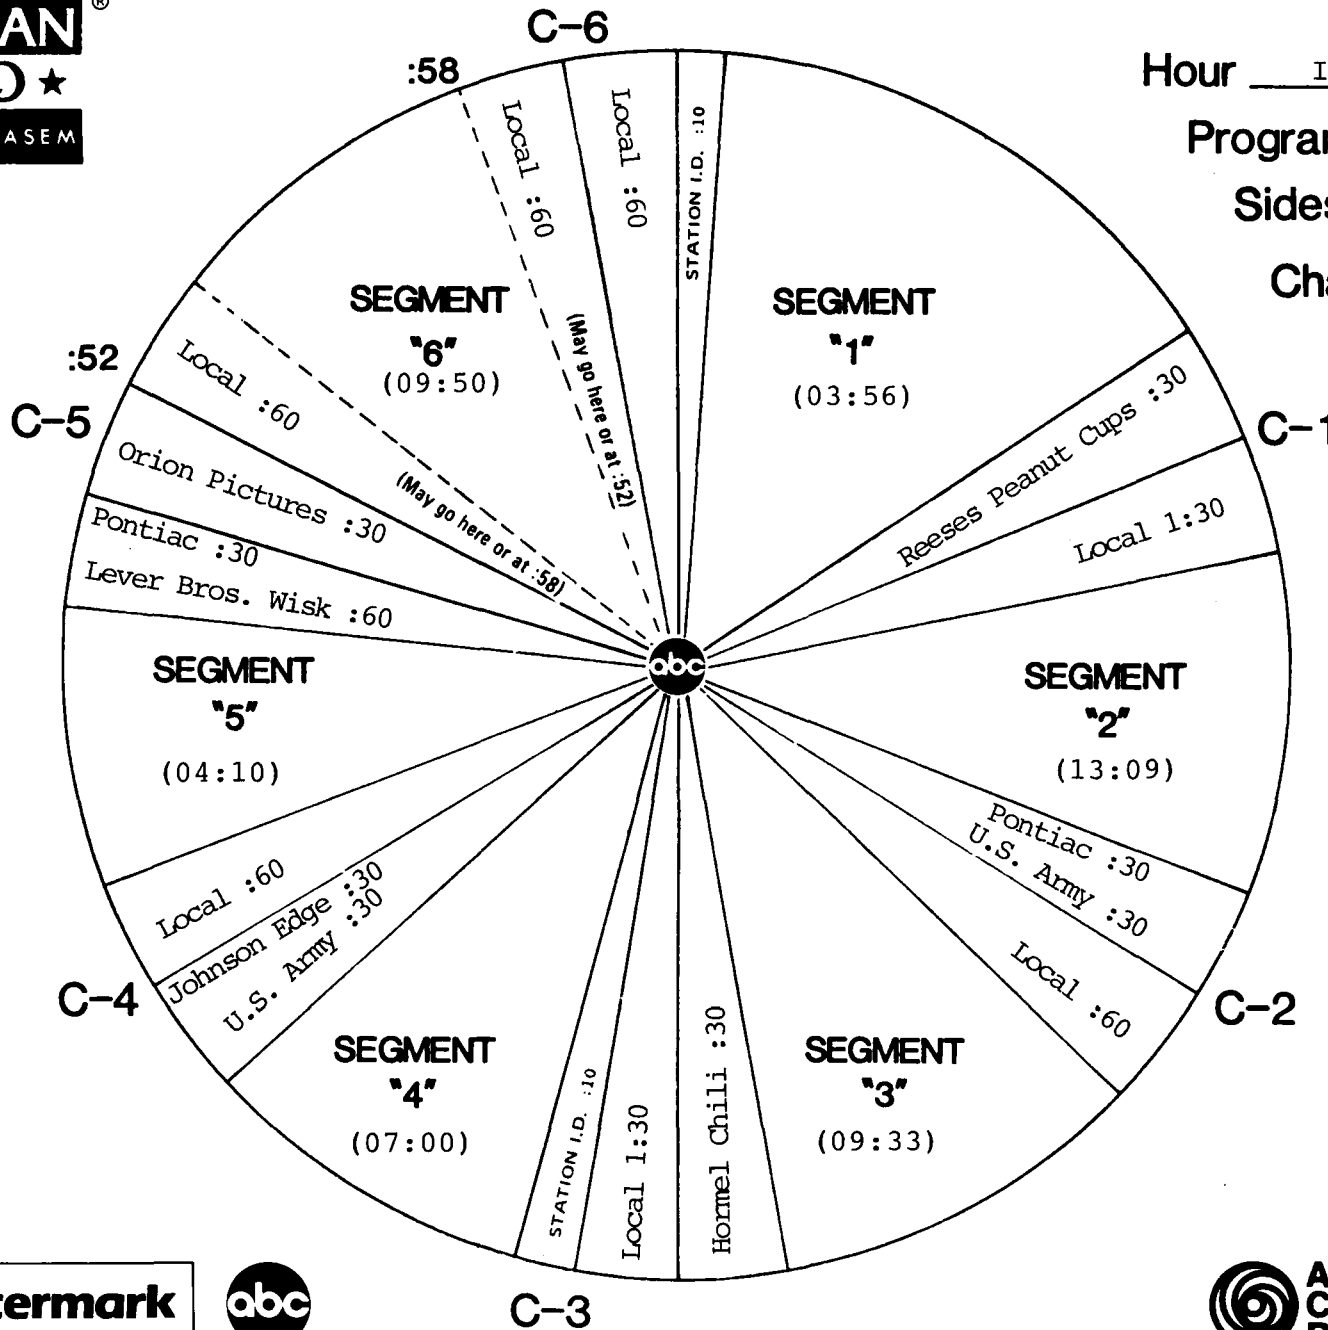 AN ®
★
ASEM
Hour I
Program
Sides
Cha
C-6
:58
Local :60
Local :60
STATION I.D. :10
(May go here or at :52)
SEGMENT
"1"
(03:56)
Reeses Peanut Cups :30
C-1
Local 1:30
SEGMENT
"2"
(13:09)
Pontiac :30
U.S. Army :30
C-2
Local :60
SEGMENT
"3"
(09:33)
Hormel Chili :30
C-3
Local 1:30
STATION I.D. :10
SEGMENT
"4"
(07:00)
U.S. Army :30
Johnson Edge :30
C-4
Local :60
SEGMENT
"5"
(04:10)
Lever Bros. Wisk :60
Pontiac :30
Orion Pictures :30
C-5
:52
Local :60
(May go here or at :58)
SEGMENT
"6"
(09:50)
abc
termark
abc
A
C